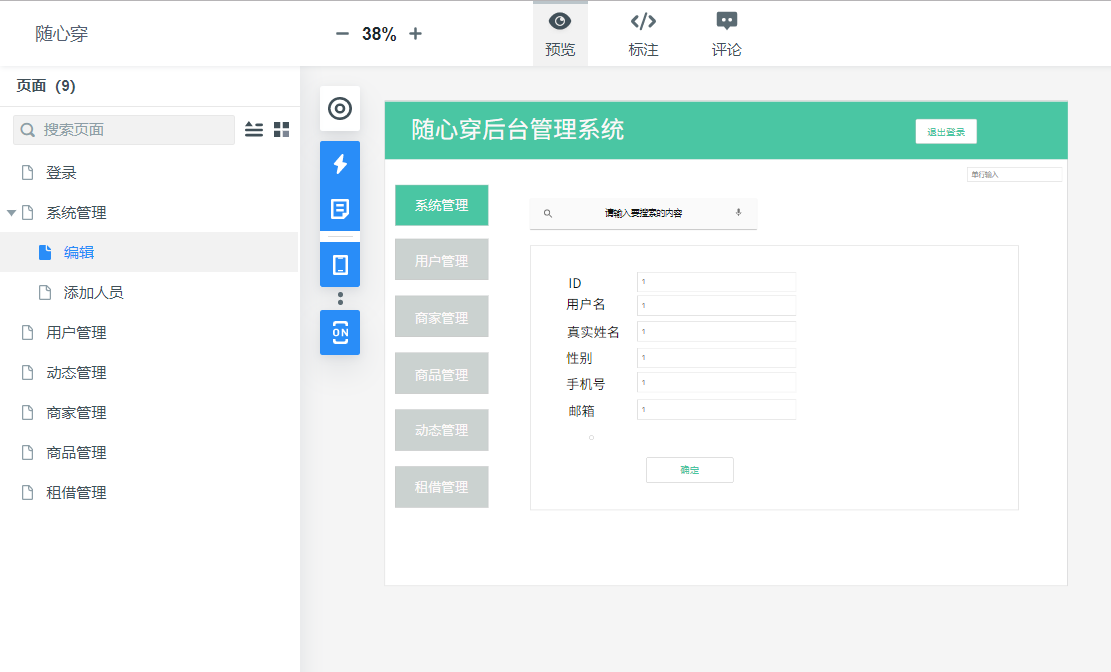 随心穿
38%
预览
标注
评论
页面 (9)
搜索页面
登录
系统管理
编辑
添加人员
用户管理
动态管理
商家管理
商品管理
租借管理
ON
随心穿后台管理系统
退出登录
单行输入
系统管理
用户管理
商家管理
商品管理
动态管理
租借管理
请输入要搜索的内容
ID
用户名
真实姓名
性别
手机号
邮箱
确定